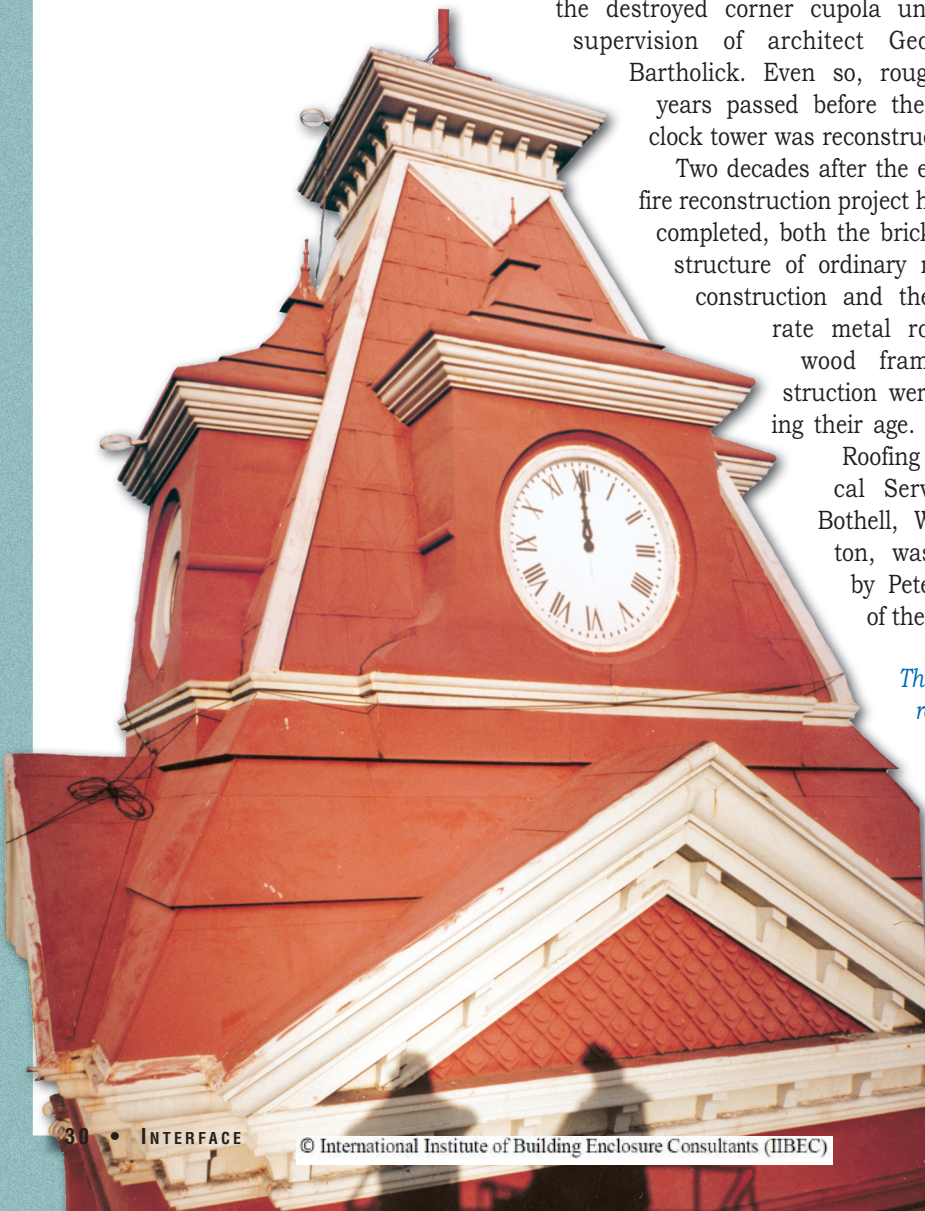 the destroyed corner cupola un
supervision of architect Geo
Bartholick. Even so, roug
years passed before the
clock tower was reconstruc
Two decades after the e
fire reconstruction project h
completed, both the brick
structure of ordinary
construction and the
rate metal ro
wood fram
struction wer
ing their age.
Roofing
cal Serv
Bothell, W
ton, was
by Pete
of the
Th
r
30 • INTERFACE
© International Institute of Building Enclosure Consultants (IIBEC)